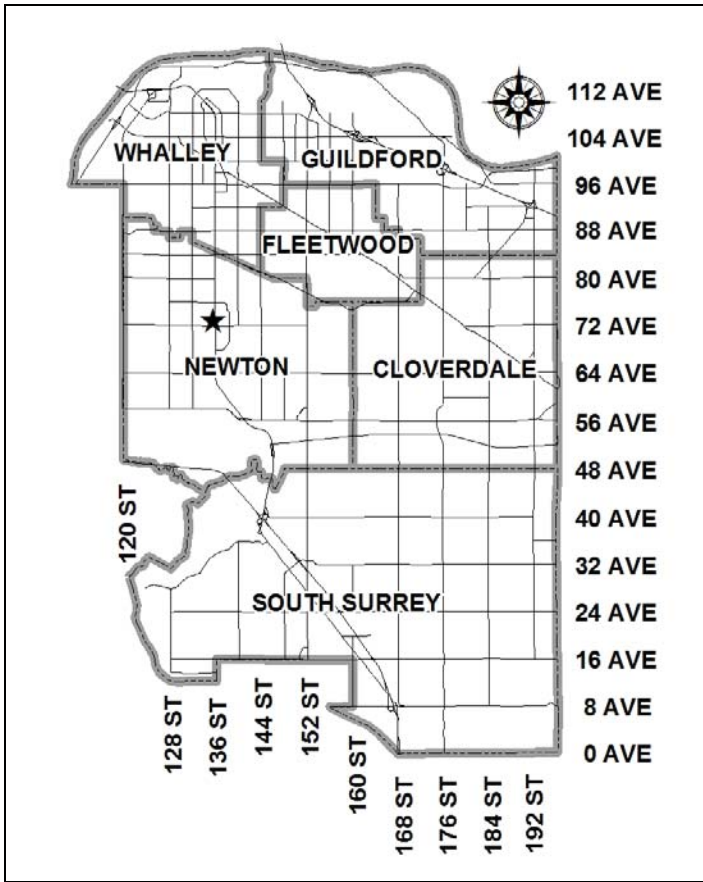 112 AVE
104 AVE
WHALLEY
GUILDFORD
96 AVE
88 AVE
FLEETWOOD
80 AVE
72 AVE
NEWTON
CLOVERDALE
64 AVE
56 AVE
48 AVE
120 ST
40 AVE
32 AVE
SOUTH SURREY
24 AVE
16 AVE
8 AVE
0 AVE
128 ST
136 ST
144 ST
152 ST
160 ST
168 ST
176 ST
184 ST
192 ST